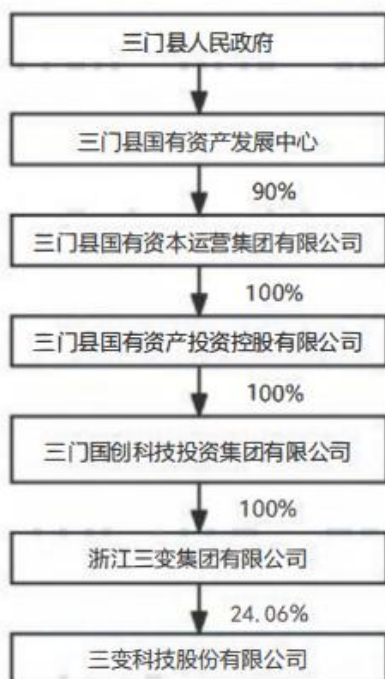 三门县人民政府
三门县国有资产发展中心
90%
三门县国有资本运营集团有限公司
100%
三门县国有资产投资控股有限公司
100%
三门国创科技投资集团有限公司
100%
浙江三变集团有限公司
24.06%
三变科技股份有限公司